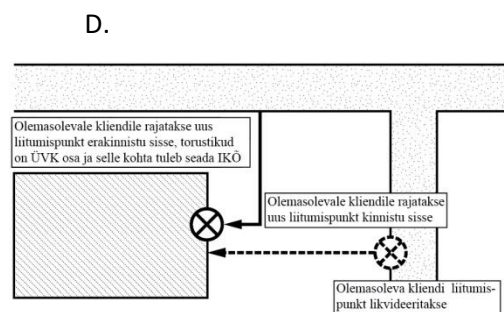 D.
Olemasolevale kliendile rajatakse uus
liitumispunkt erakinnistu sisse, torustikud
on ÜVK osa ja selle kohta tuleb seada IKÕ
Olemasolevale kliendile rajatakse
uus liitumispunkt kinnistu sisse
Olemasoleva kliendi liitumis-
punkt likvideeritakse